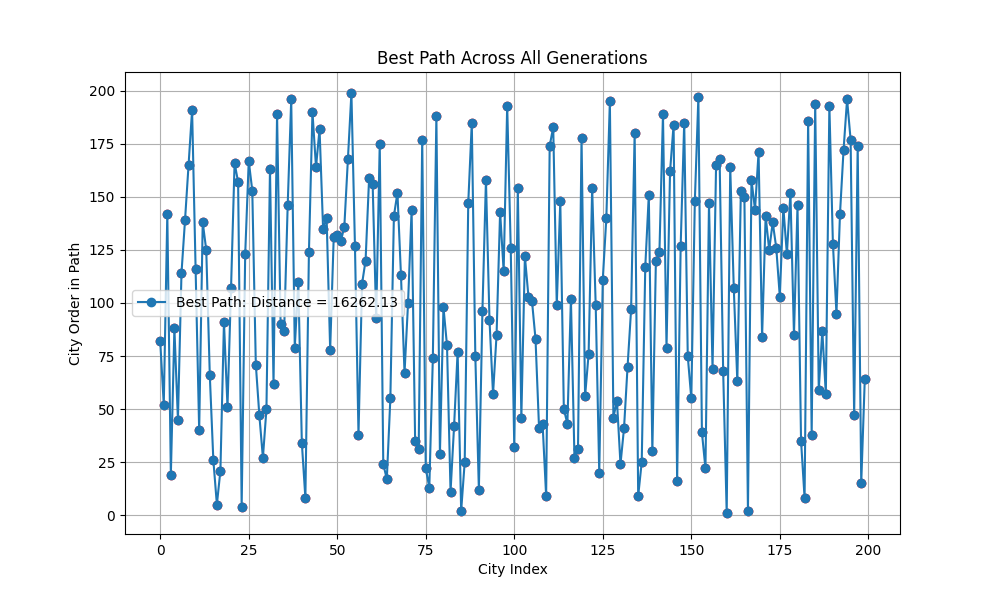 Best Path Across All Generations
City Order in Path
200
175
150
125
100
75
50
25
0
Best Path: Distance = 16262.13
0 25 50 75 100 125 150 175 200
City Index